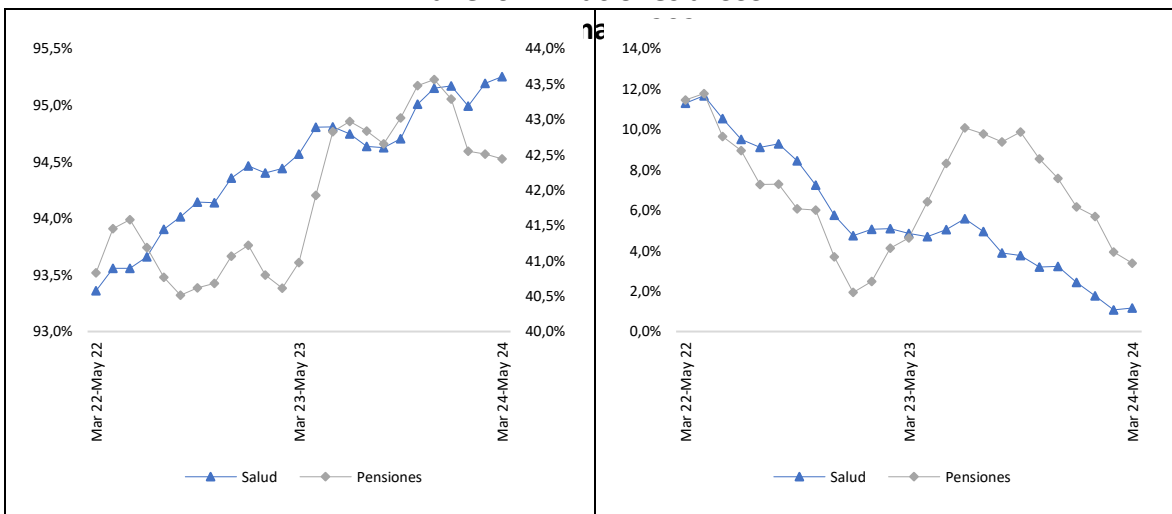 95,5%
95,0%
94,5%
94,0%
93,5%
93,0%
44,0%
43,5%
43,0%
42,5%
42,0%
41,5%
41,0%
40,5%
40,0%
Mar 22-May 22
Mar 23-May 23
Mar 24-May 24
Salud
Pensiones
14,0%
12,0%
10,0%
8,0%
6,0%
4,0%
2,0%
0,0%
Mar 22-May 22
Mar 23-May 23
Mar 24-May 24
Salud
Pensiones